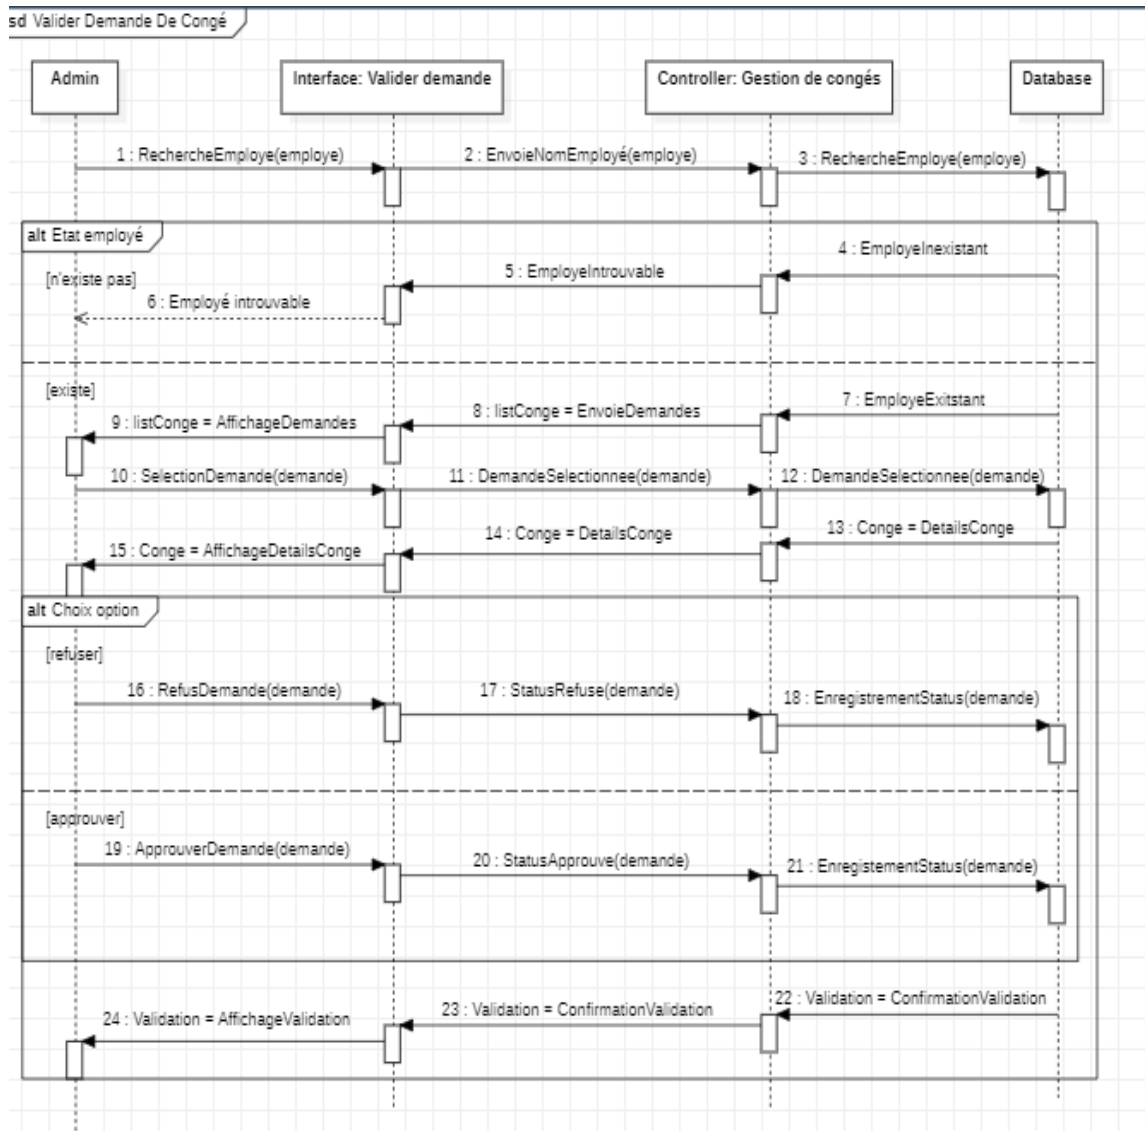 sd Valider Demande De Congé
Admin
Interface: Valider demande
Controller: Gestion de congés
Database
1 : RechercheEmploye(employe)
2 : EnvoieNomEmployé(employe)
3 : RechercheEmploye(employe)
alt Etat employé
[n'existe pas]
4 : EmployeInexistant
5 : EmployeIntrouvable
6 : Employé introuvable
[existe]
7 : EmployeExitstant
8 : listConge = EnvoieDemandes
9 : listConge = AffichageDemandes
10 : SelectionDemande(demande)
11 : DemandeSelectionnee(demande)
12 : DemandeSelectionnee(demande)
13 : Conge = DetailsConge
14 : Conge = DetailsConge
15 : Conge = AffichageDetailsConge
alt Choix option
[refuser]
16 : RefusDemande(demande)
17 : StatusRefuse(demande)
18 : EnregistrementStatus(demande)
[approuver]
19 : ApprouverDemande(demande)
20 : StatusApprouve(demande)
21 : EnregistementStatus(demande)
22 : Validation = ConfirmationValidation
23 : Validation = ConfirmationValidation
24 : Validation = AffichageValidation